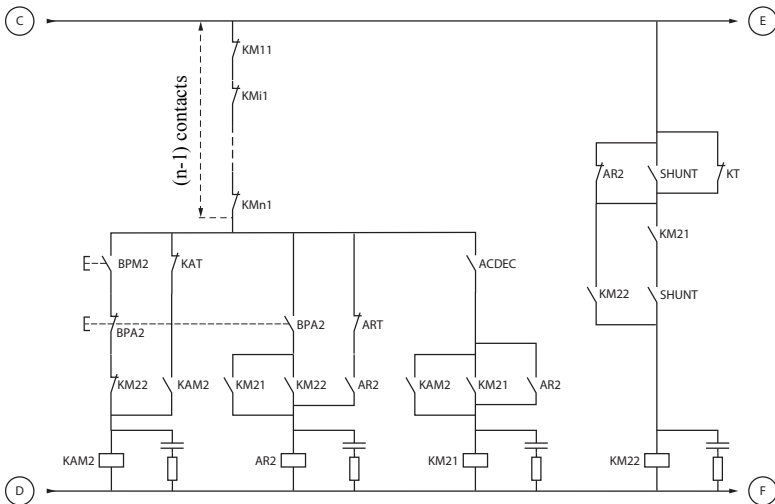 C
E
KM11
KMi1
(n-1) contacts
AR2
SHUNT
KT
KMn1
KM21
BPM2
KAT
ACDEC
KM22
SHUNT
BPA2
BPA2
ART
KM22
KAM2
KM21
KM22
AR2
KAM2
KM21
AR2
KAM2
AR2
KM21
KM22
D
F